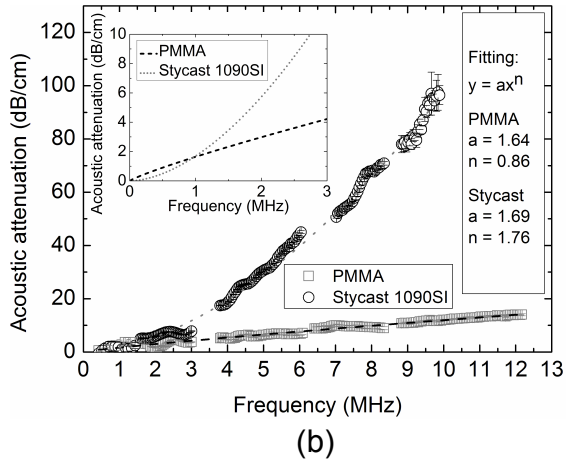 Acoustic attenuation (dB/cm)
120
100
80
60
40
20
0
0 1 2 3 4 5 6 7 8 9 10 11 12 13
Frequency (MHz)
Acoustic attenuation (dB/cm)
10
8
6
4
2
0
0 1 2 3
Frequency (MHz)
PMMA
Stycast 1090SI
Fitting:
y = axⁿ
PMMA
a = 1.64
n = 0.86
Stycast
a = 1.69
n = 1.76
PMMA
Stycast 1090SI
(b)